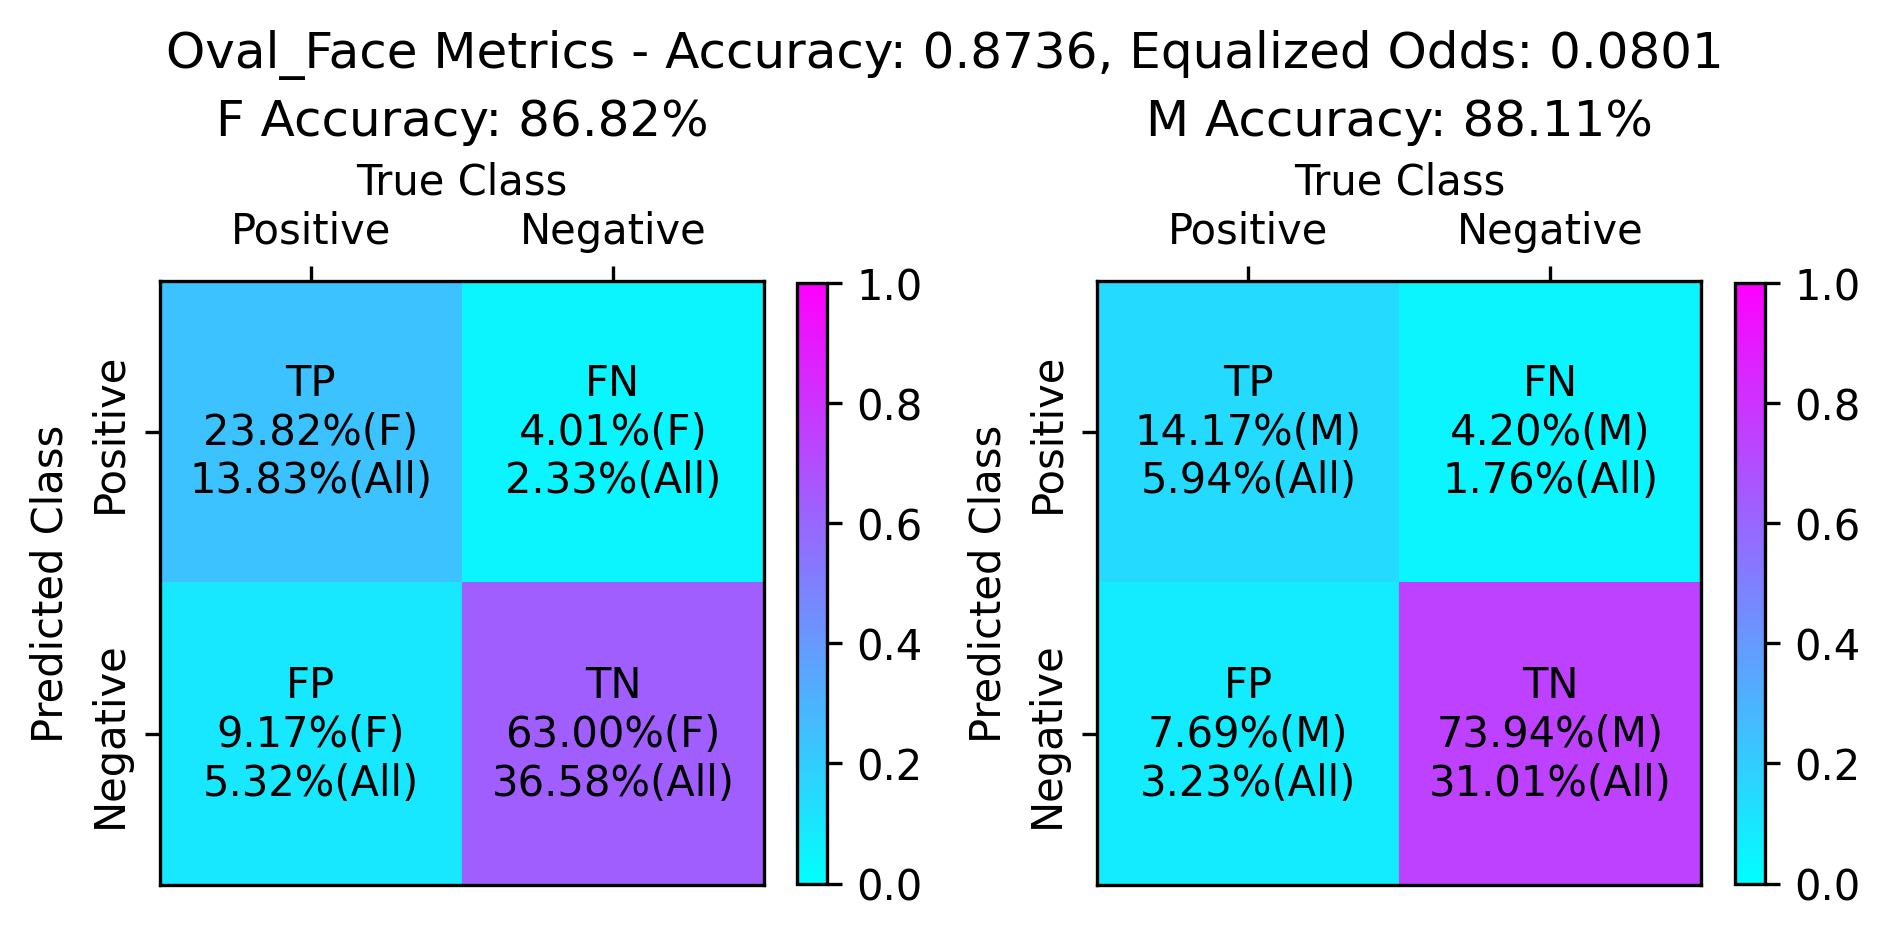 Oval_Face Metrics - Accuracy: 0.8736, Equalized Odds: 0.0801
F Accuracy: 86.82%
True Class
Positive Negative
Predicted Class
Positive
Negative
TP
23.82%(F)
13.83%(All)
FN
4.01%(F)
2.33%(All)
FP
9.17%(F)
5.32%(All)
TN
63.00%(F)
36.58%(All)
1.0
0.8
0.6
0.4
0.2
0.0
M Accuracy: 88.11%
True Class
Positive Negative
Predicted Class
Positive
Negative
TP
14.17%(M)
5.94%(All)
FN
4.20%(M)
1.76%(All)
FP
7.69%(M)
3.23%(All)
TN
73.94%(M)
31.01%(All)
1.0
0.8
0.6
0.4
0.2
0.0